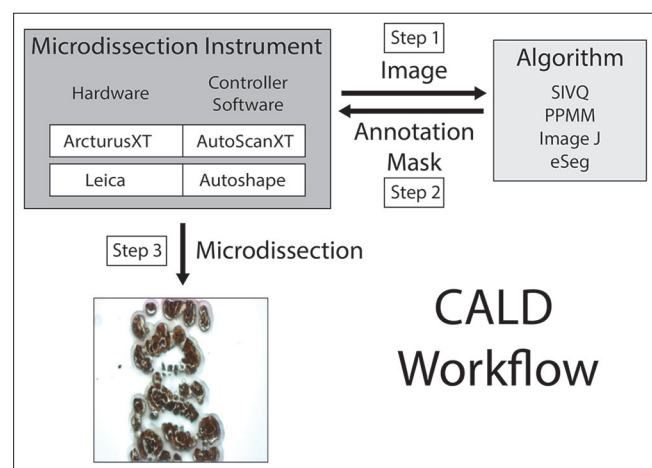 Microdissection Instrument
Hardware
Controller
Software
ArcturusXT
AutoScanXT
Leica
Autoshape
Step 1
Image
Annotation
Mask
Step 2
Algorithm
SIVQ
PPMM
Image J
eSeg
Step 3
Microdissection
CALD
Workflow